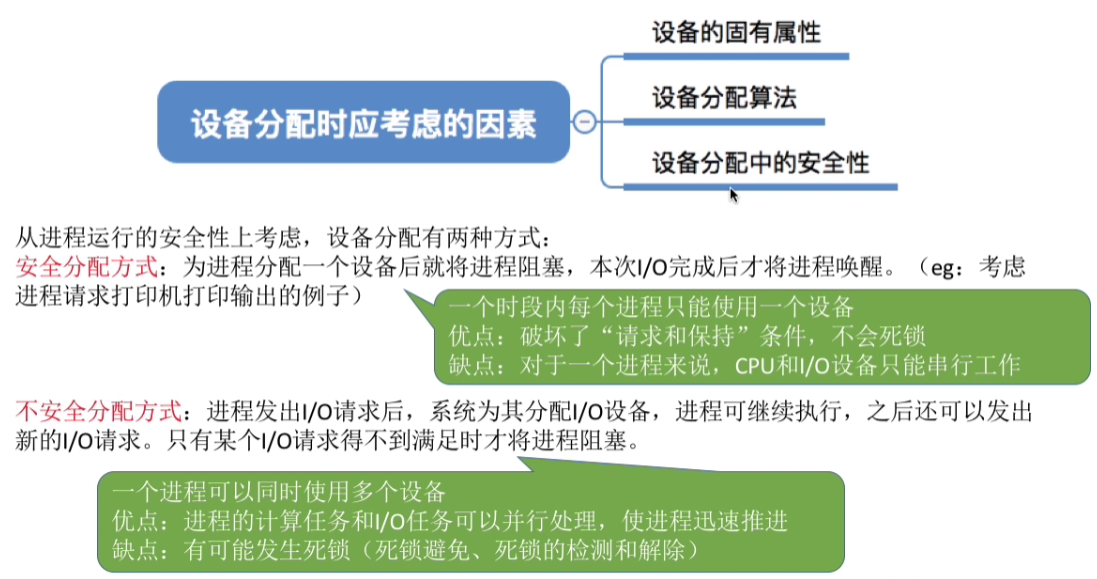 设备的固有属性
设备分配时应考虑的因素
设备分配算法
设备分配中的安全性
从进程运行的安全性上考虑，设备分配有两种方式：
安全分配方式：为进程分配一个设备后就将进程阻塞，本次I/O完成后才将进程唤醒。（eg：考虑
进程请求打印机打印输出的例子）
一个时段内每个进程只能使用一个设备
优点：破坏了“请求和保持”条件，不会死锁
缺点：对于一个进程来说，CPU和I/O设备只能串行工作
不安全分配方式：进程发出I/O请求后，系统为其分配I/O设备，进程可继续执行，之后还可以发出
新的I/O请求。只有某个I/O请求得不到满足时才将进程阻塞。
一个进程可以同时使用多个设备
优点：进程的计算任务和I/O任务可以并行处理，使进程迅速推进
缺点：有可能发生死锁（死锁避免、死锁的检测和解除）